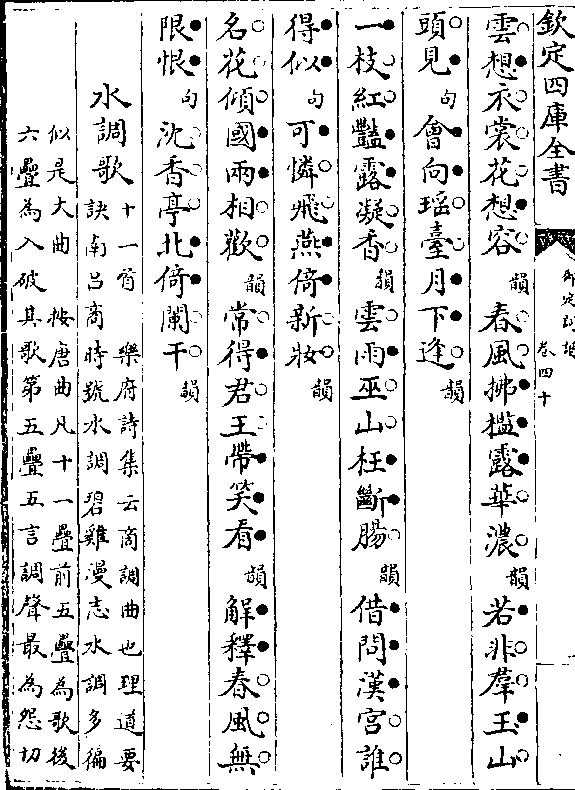 欽定四庫全書
御定詞譜
卷四十
雲想衣裳花想容韻春風拂檻露華濃韻若非羣玉山
頭見句會向瑶臺月下逢韻
一枝紅豔露凝香韻雲雨巫山枉斷腸韻借問漢宮誰
得似句可憐飛燕倚新妝韻
名花傾國兩相歡韻常得君王帶笑看韻解釋春風無
限恨句沈香亭北倚闌干韻
水調歌
十一首　樂府詩集云商調曲也理道要
訣南吕商時號水調碧雞漫志水調多徧
似是大曲　按唐曲凡十一疊前五疊為歌後
六疊為入破其歌第五疊五言調聲最為怨切